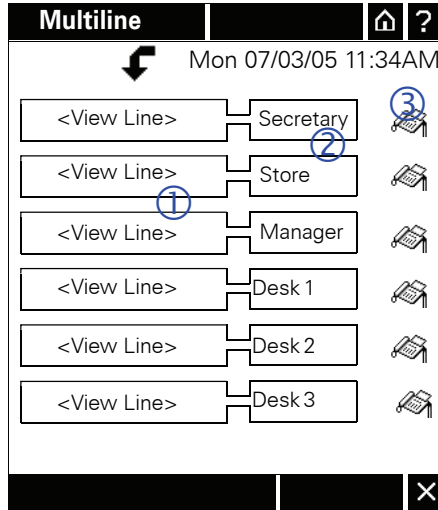 Multiline ?
Mon 07/03/05 11:34AM
<View Line> Secretary ③
②
<View Line> Store
①
<View Line> Manager
<View Line> Desk 1
<View Line> Desk 2
<View Line> Desk 3